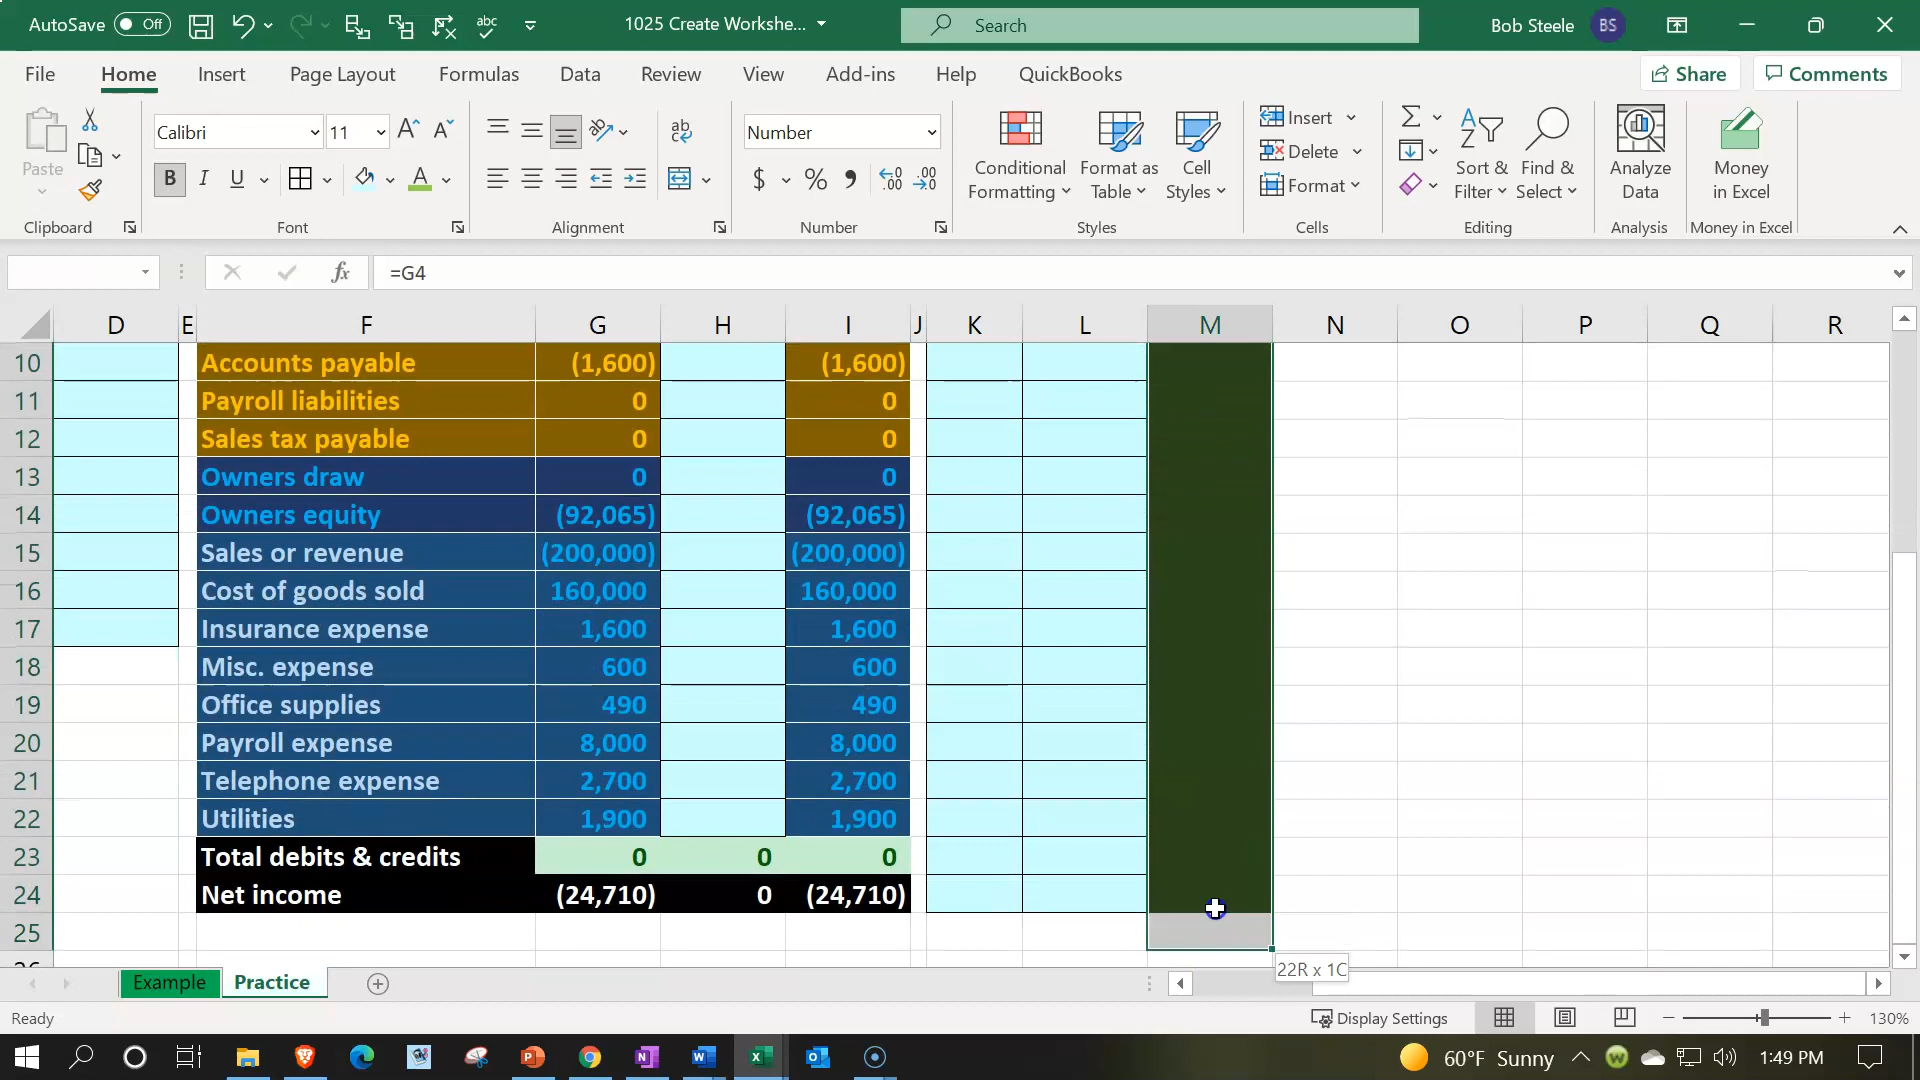 AutoSave Off 1025 Create Workshe... Search Bob Steele BS
File Home Insert Page Layout Formulas Data Review View Add-ins Help QuickBooks Share Comments
Paste
Calibri 11
B I U A
ab
Number
$ %
Conditional Formatting
Format as Table
Cell Styles
Insert
Delete
Format
Sort & Filter
Find & Select
Analyze Data
Money in Excel
Clipboard Font Alignment Number Styles Cells Editing Analysis Money in Excel
fx =G4
D E F G H I J K L M N O P Q R
10 Accounts payable (1,600) (1,600)
11 Payroll liabilities 0 0
12 Sales tax payable 0 0
13 Owners draw 0 0
14 Owners equity (92,065) (92,065)
15 Sales or revenue (200,000) (200,000)
16 Cost of goods sold 160,000 160,000
17 Insurance expense 1,600 1,600
18 Misc. expense 600 600
19 Office supplies 490 490
20 Payroll expense 8,000 8,000
21 Telephone expense 2,700 2,700
22 Utilities 1,900 1,900
23 Total debits & credits 0 0 0
24 Net income (24,710) 0 (24,710)
25
22R x 1C
Example Practice
Ready Display Settings 130%
60°F Sunny 1:49 PM